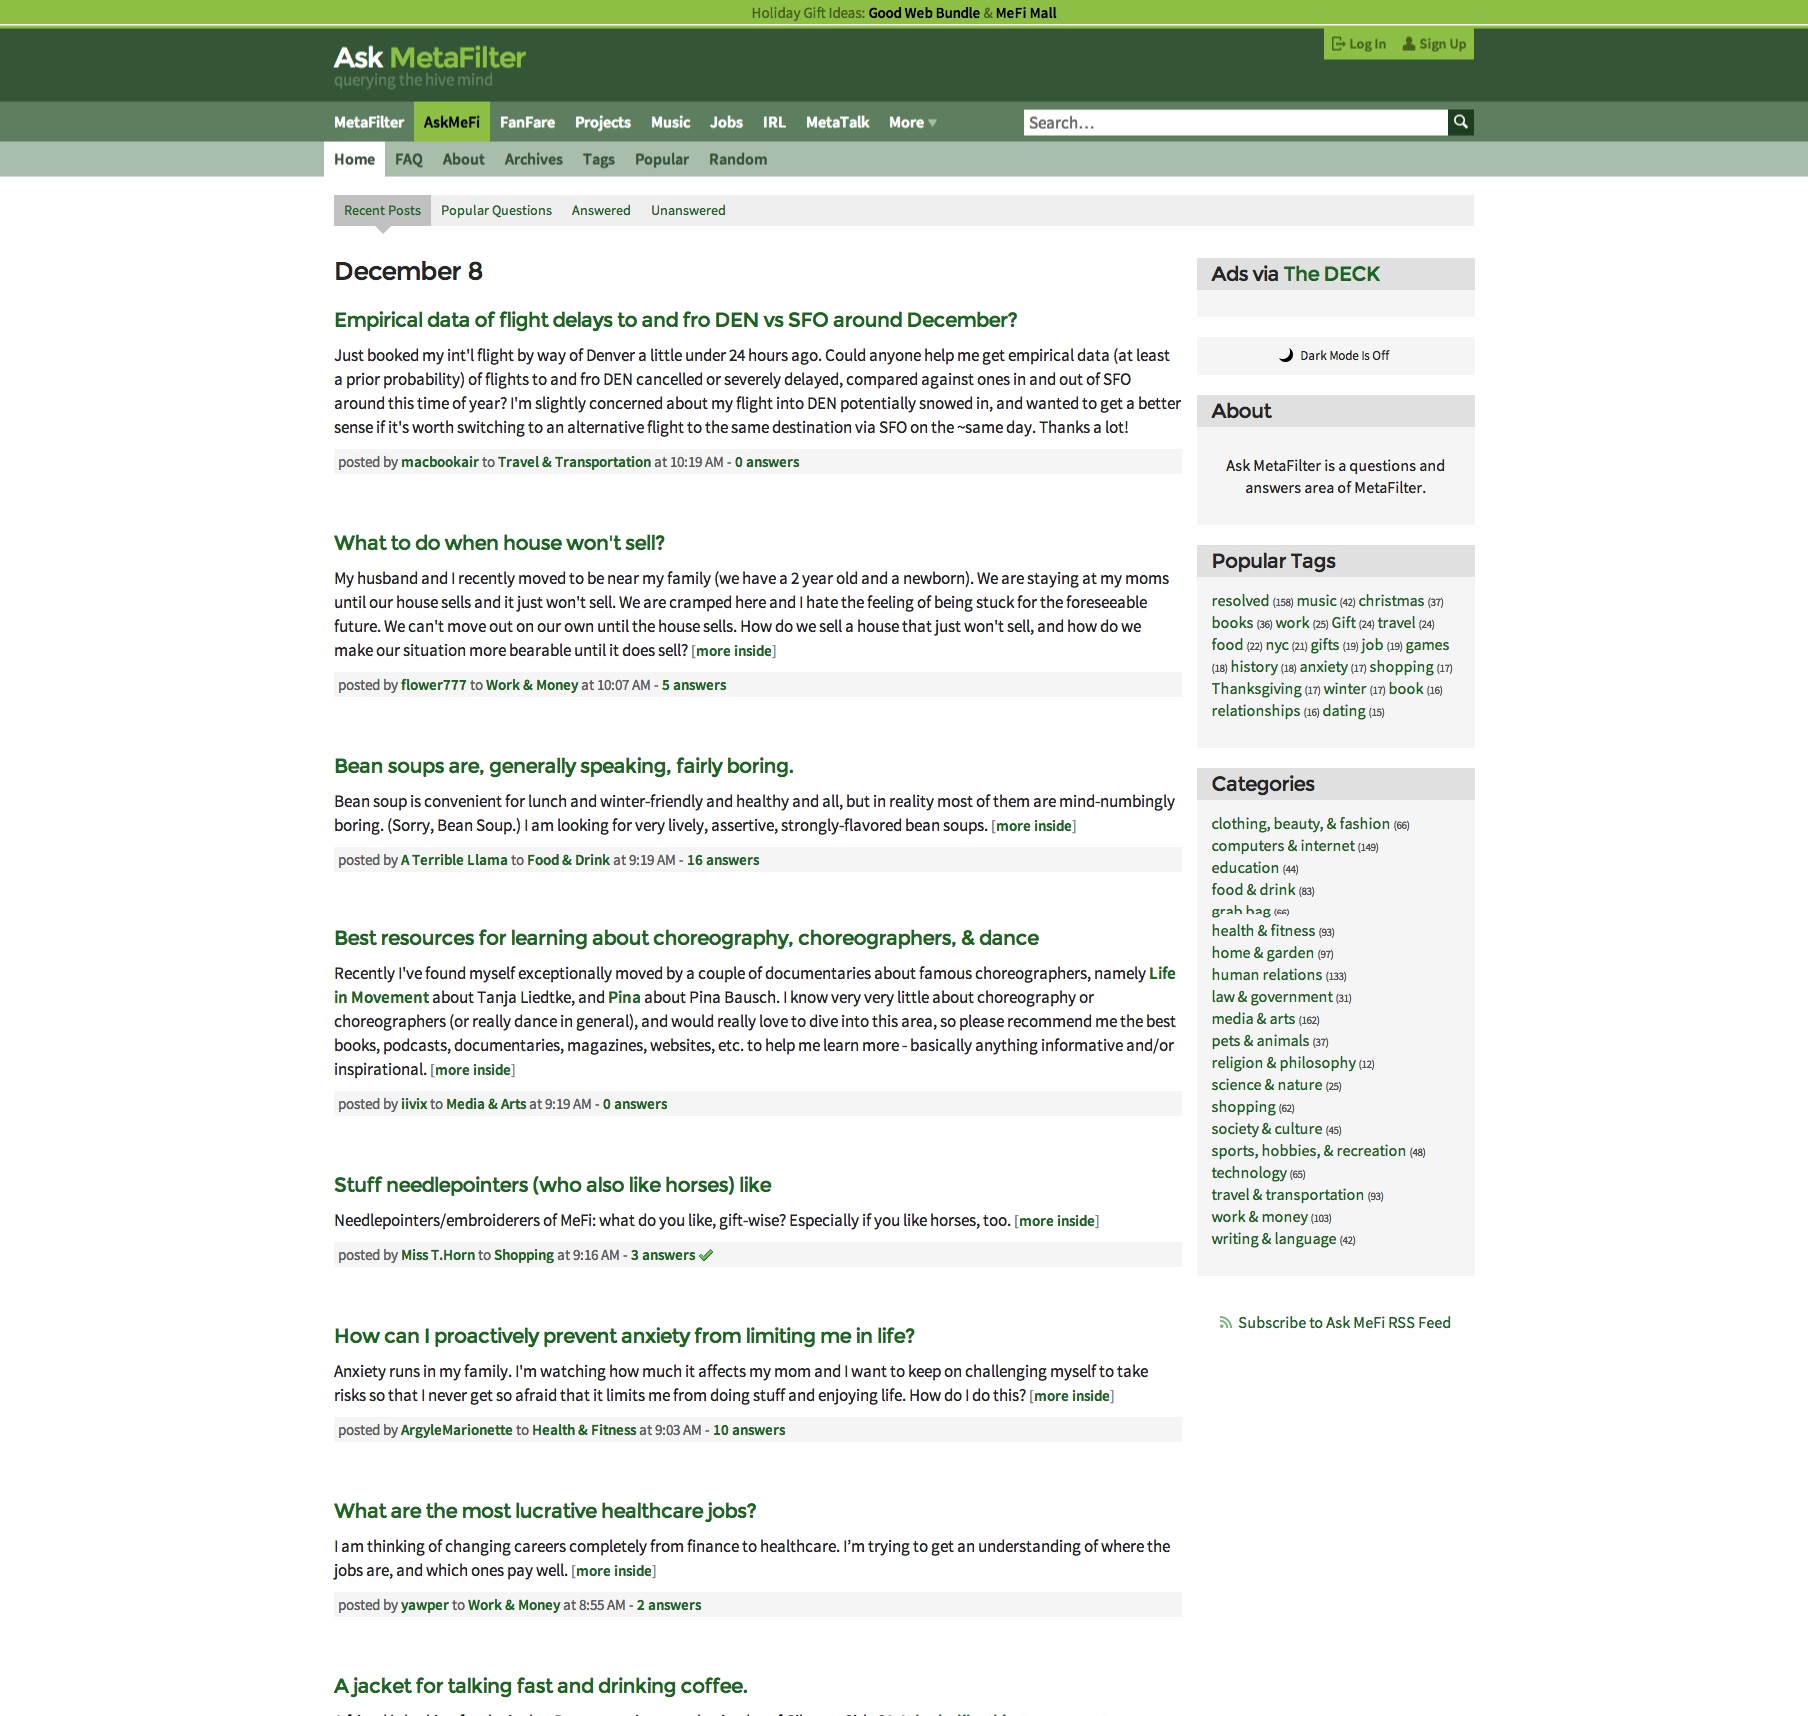 Holiday Gift Ideas: Good Web Bundle & MeFi Mall
Log In Sign Up
Ask MetaFilter
querying the hive mind
MetaFilter AskMeFi FanFare Projects Music Jobs IRL MetaTalk More ▾
Search...
Home FAQ About Archives Tags Popular Random
Recent Posts Popular Questions Answered Unanswered
December 8
Empirical data of flight delays to and fro DEN vs SFO around December?
Just booked my int'l flight by way of Denver a little under 24 hours ago. Could anyone help me get empirical data (at least
a prior probability) of flights to and fro DEN cancelled or severely delayed, compared against ones in and out of SFO
around this time of year? I'm slightly concerned about my flight into DEN potentially snowed in, and wanted to get a better
sense if it's worth switching to an alternative flight to the same destination via SFO on the ~same day. Thanks a lot!
posted by macbookair to Travel & Transportation at 10:19 AM - 0 answers
What to do when house won't sell?
My husband and I recently moved to be near my family (we have a 2 year old and a newborn). We are staying at my moms
until our house sells and it just won't sell. We are cramped here and I hate the feeling of being stuck for the foreseeable
future. We can't move out on our own until the house sells. How do we sell a house that just won't sell, and how do we
make our situation more bearable until it does sell? [more inside]
posted by flower777 to Work & Money at 10:07 AM - 5 answers
Bean soups are, generally speaking, fairly boring.
Bean soup is convenient for lunch and winter-friendly and healthy and all, but in reality most of them are mind-numbingly
boring. (Sorry, Bean Soup.) I am looking for very lively, assertive, strongly-flavored bean soups. [more inside]
posted by A Terrible Llama to Food & Drink at 9:19 AM - 16 answers
Best resources for learning about choreography, choreographers, & dance
Recently I've found myself exceptionally moved by a couple of documentaries about famous choreographers, namely Life
in Movement about Tanja Liedtke, and Pina about Pina Bausch. I know very very little about choreography or
choreographers (or really dance in general), and would really love to dive into this area, so please recommend me the best
books, podcasts, documentaries, magazines, websites, etc. to help me learn more - basically anything informative and/or
inspirational. [more inside]
posted by iivix to Media & Arts at 9:19 AM - 0 answers
Stuff needlepointers (who also like horses) like
Needlepointers/embroiderers of MeFi: what do you like, gift-wise? Especially if you like horses, too. [more inside]
posted by Miss T.Horn to Shopping at 9:16 AM - 3 answers ✓
How can I proactively prevent anxiety from limiting me in life?
Anxiety runs in my family. I'm watching how much it affects my mom and I want to keep on challenging myself to take
risks so that I never get so afraid that it limits me from doing stuff and enjoying life. How do I do this? [more inside]
posted by ArgyleMarionette to Health & Fitness at 9:03 AM - 10 answers
What are the most lucrative healthcare jobs?
I am thinking of changing careers completely from finance to healthcare. I’m trying to get an understanding of where the
jobs are, and which ones pay well. [more inside]
posted by yawper to Work & Money at 8:55 AM - 2 answers
A jacket for talking fast and drinking coffee.
Ads via The DECK
Dark Mode Is Off
About
Ask MetaFilter is a questions and
answers area of MetaFilter.
Popular Tags
resolved (158) music (42) christmas (37)
books (36) work (25) Gift (24) travel (24)
food (22) nyc (21) gifts (19) job (19) games
(18) history (18) anxiety (17) shopping (17)
Thanksgiving (17) winter (17) book (16)
relationships (16) dating (15)
Categories
clothing, beauty, & fashion (66)
computers & internet (149)
education (44)
food & drink (83)
grab bag (66)
health & fitness (93)
home & garden (97)
human relations (133)
law & government (31)
media & arts (162)
pets & animals (37)
religion & philosophy (12)
science & nature (25)
shopping (62)
society & culture (45)
sports, hobbies, & recreation (48)
technology (65)
travel & transportation (93)
work & money (103)
writing & language (42)
Subscribe to Ask MeFi RSS Feed